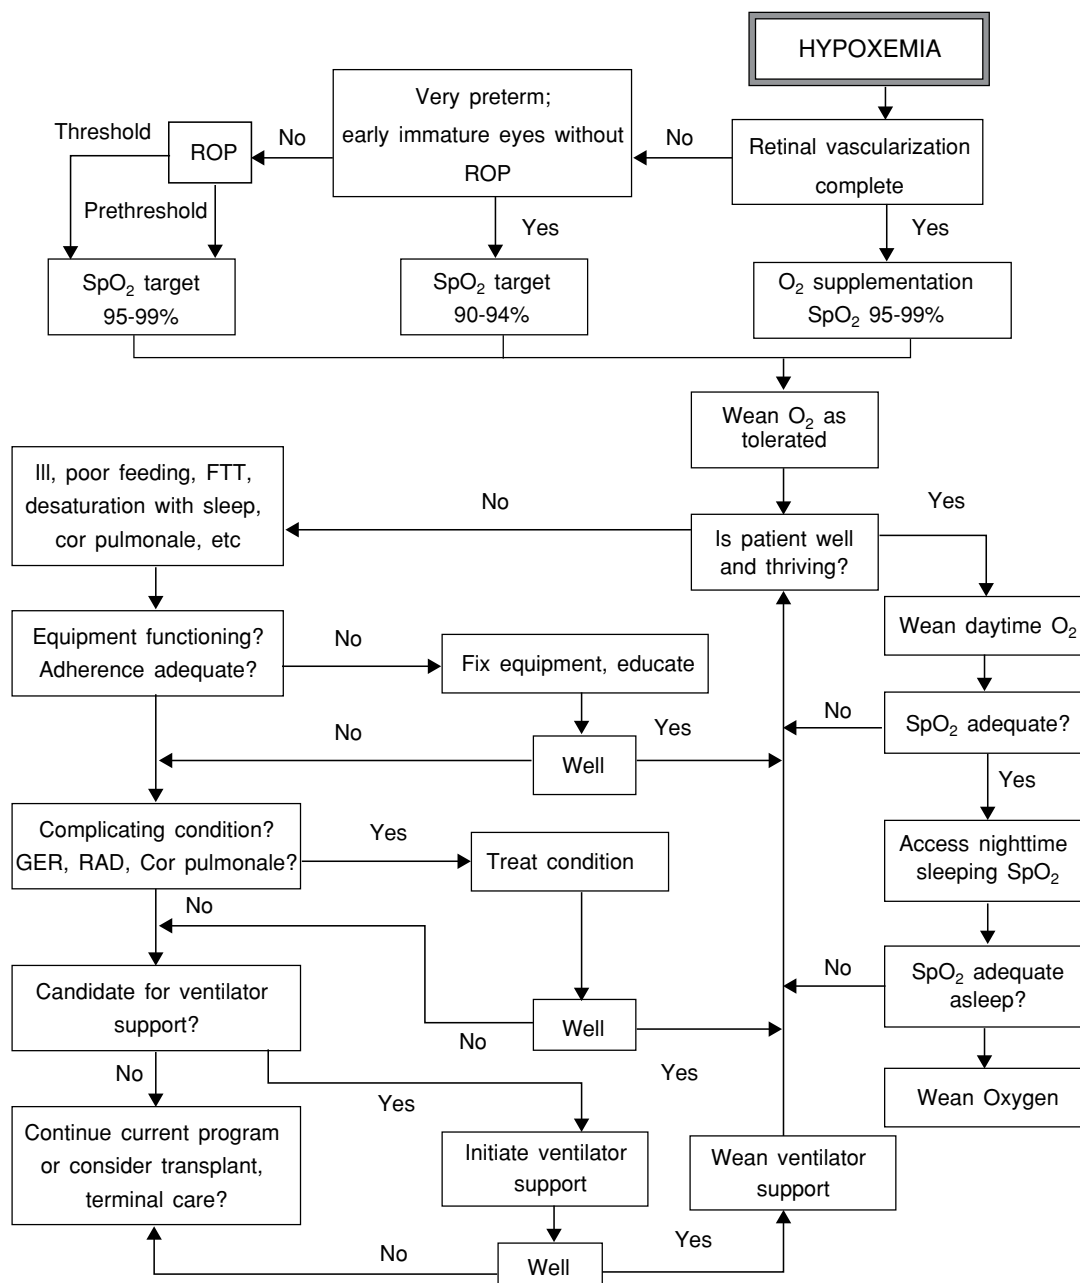 HYPOXEMIA
Very preterm;
early immature eyes without
ROP
No
Threshold
ROP
No
Retinal vascularization
complete
Prethreshold
Yes
Yes
SpO₂ target
95-99%
SpO₂ target
90-94%
O₂ supplementation
SpO₂ 95-99%
Wean O₂ as
tolerated
Ill, poor feeding, FTT,
desaturation with sleep,
cor pulmonale, etc
No
Yes
Is patient well
and thriving?
Wean daytime O₂
Equipment functioning?
Adherence adequate?
No
Fix equipment, educate
No
SpO₂ adequate?
No
Yes
Well
Yes
Complicating condition?
GER, RAD, Cor pulmonale?
Yes
Treat condition
Access nighttime
sleeping SpO₂
No
No
SpO₂ adequate
asleep?
Candidate for ventilator
support?
Well
No
Yes
No
Yes
Wean Oxygen
Continue current program
or consider transplant,
terminal care?
Initiate ventilator
support
Wean ventilator
support
No
Yes
Well